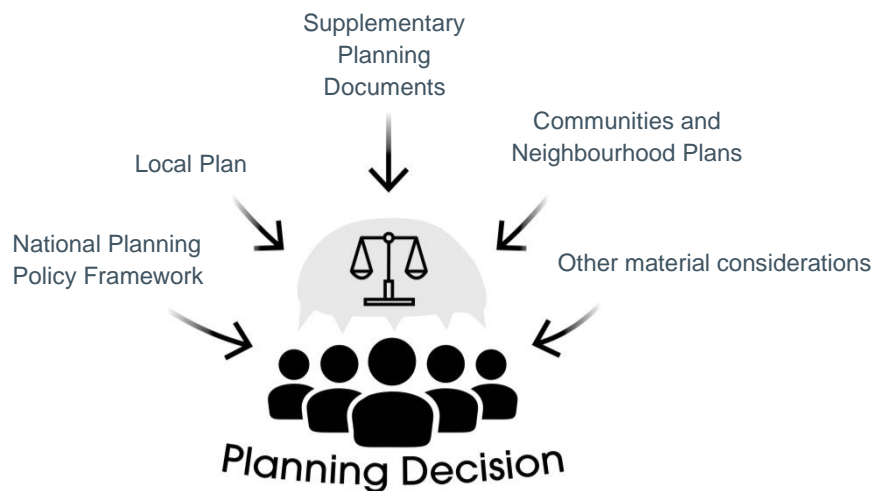 Supplementary
Planning
Documents
Communities and
Neighbourhood Plans
Local Plan
National Planning
Policy Framework
Other material considerations
Planning Decision